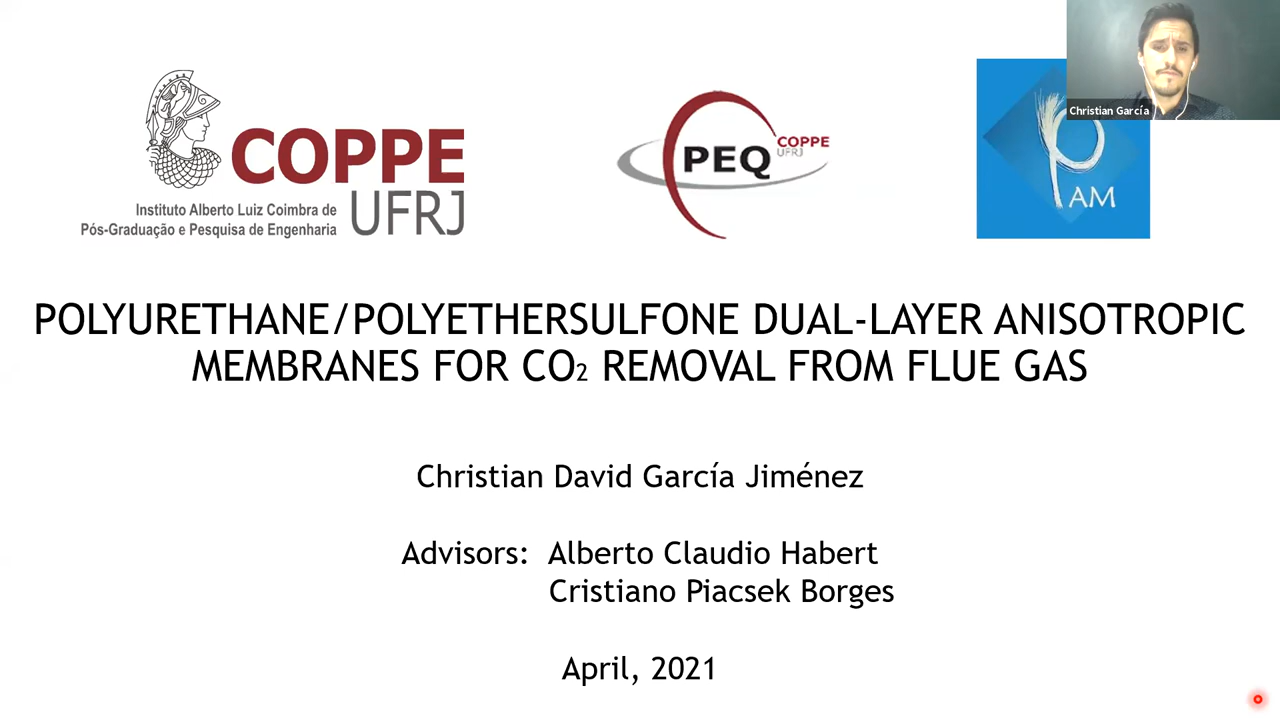 COPPE
UFRJ
Instituto Alberto Luiz Coimbra de
Pós-Graduação e Pesquisa de Engenharia
PEQ
COPPE
UFRJ
PAM
Christian García
POLYURETHANE/POLYETHERSULFONE DUAL-LAYER ANISOTROPIC
MEMBRANES FOR CO₂ REMOVAL FROM FLUE GAS
Christian David García Jiménez
Advisors: Alberto Claudio Habert
Cristiano Piacsek Borges
April, 2021